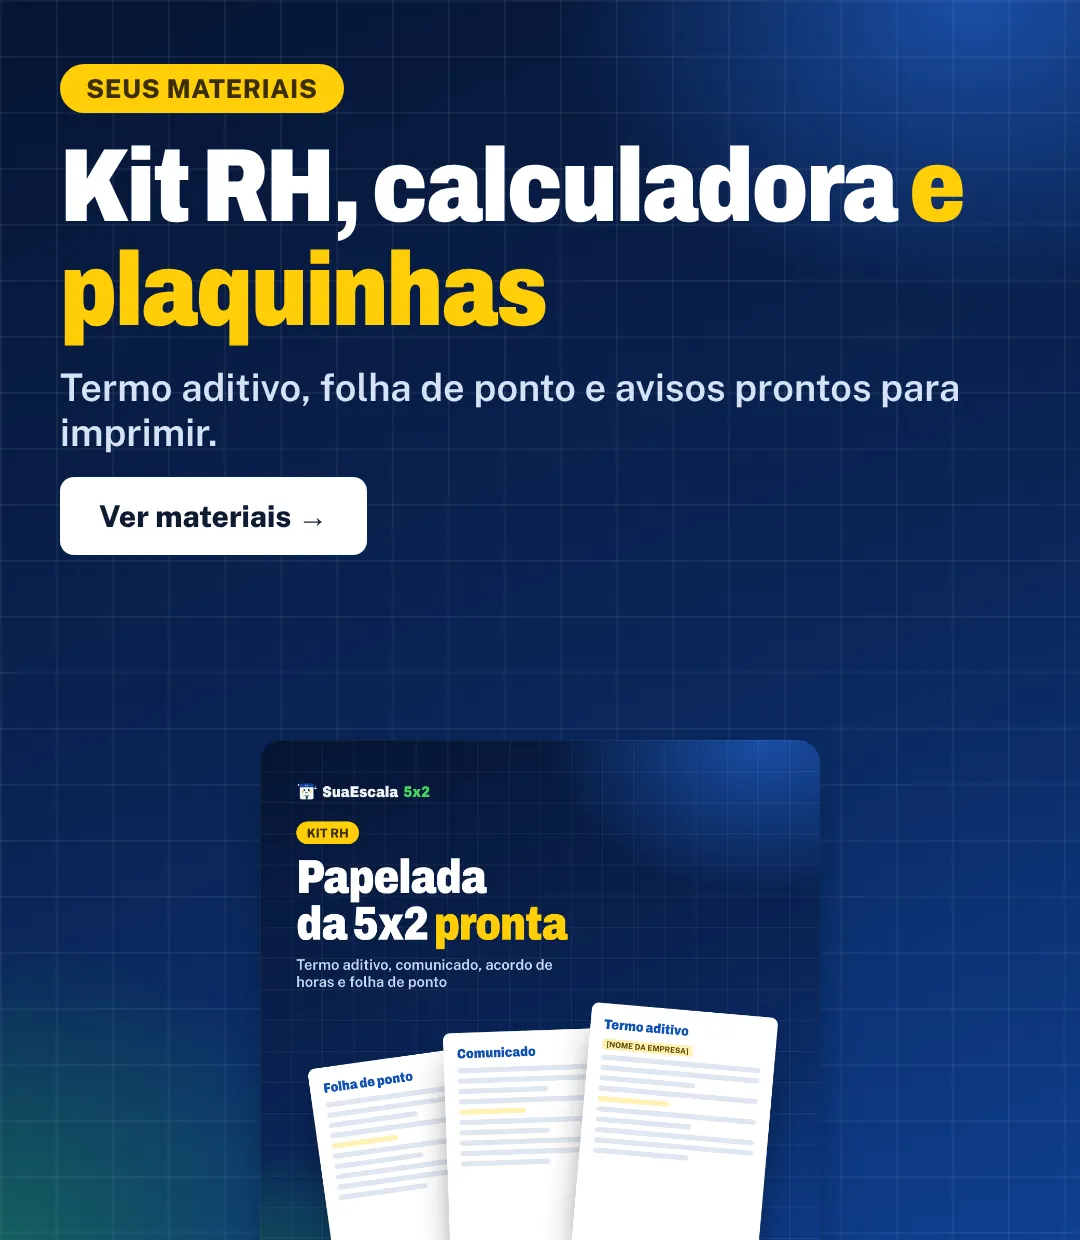 SEUS MATERIAIS
Kit RH, calculadora e
plaquinhas
Termo aditivo, folha de ponto e avisos prontos para
imprimir.
Ver materiais →
SuaEscala 5x2
KIT RH
Papelada
da 5x2 pronta
Termo aditivo, comunicado, acordo de
horas e folha de ponto
Folha de ponto
Comunicado
Termo aditivo
[NOME DA EMPRESA]